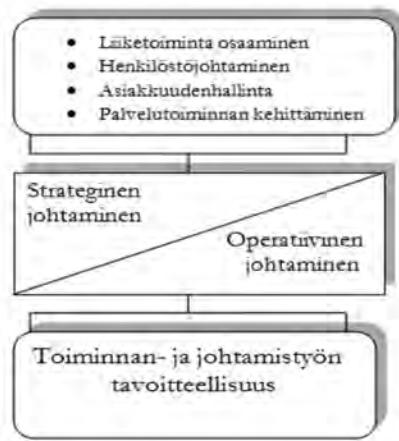 • Liiketoiminta osaaminen
• Henkilöstöjohtaminen
• Asiakkuudenhallinta
• Palvelutoiminnan kehittäminen
Strateginen
johtaminen
Operatiivinen
johtaminen
Toiminnan- ja johtamistyön
tavoitteellisuus